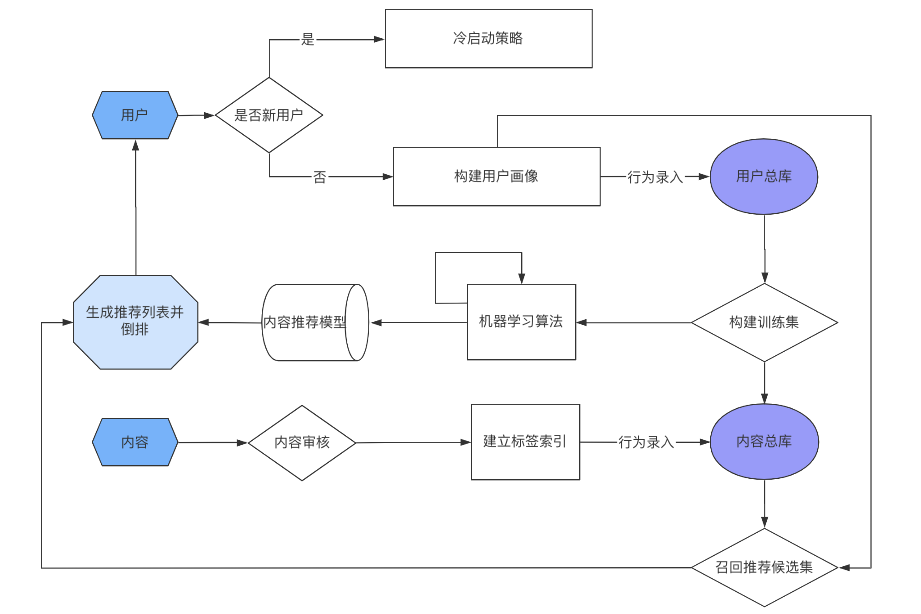 是
冷启动策略
用户
是否新用户
否
构建用户画像
行为录入
用户总库
生成推荐列表并
倒排
内容推荐模型
机器学习算法
构建训练集
内容
内容审核
建立标签索引
行为录入
内容总库
召回推荐候选集